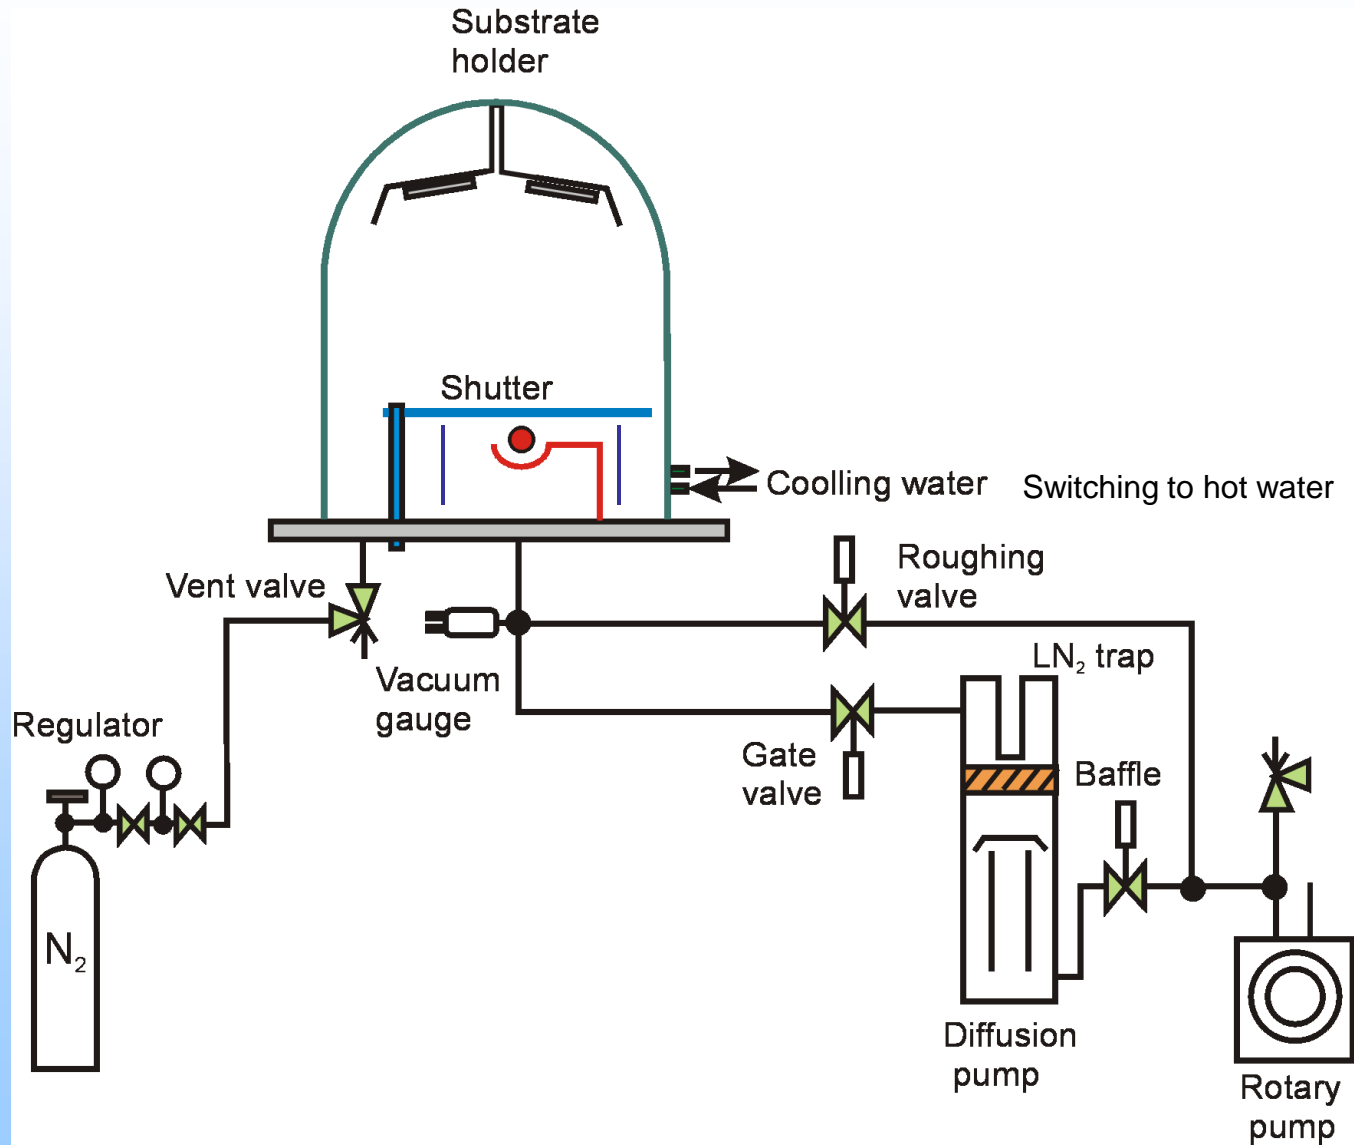 Substrate
holder
Shutter
Coolling water
Switching to hot water
Roughing
valve
Vent valve
LN₂ trap
Vacuum
gauge
Regulator
Gate
valve
Baffle
N₂
Diffusion
pump
Rotary
pump